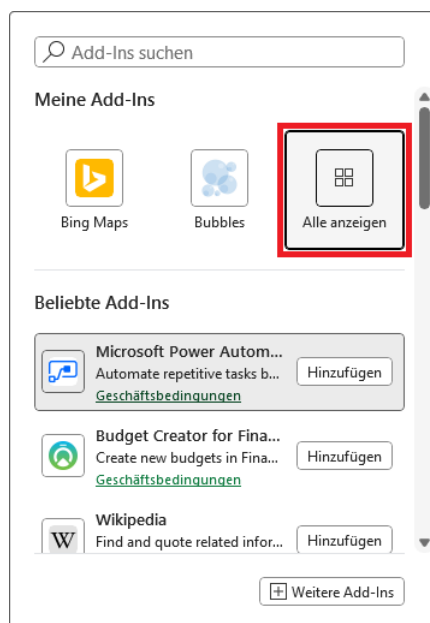 Add-Ins suchen
Meine Add-Ins
Bing Maps
Bubbles
Alle anzeigen
Beliebte Add-Ins
Microsoft Power Autom...
Automate repetitive tasks b...
Geschäftsbedingungen
Hinzufügen
Budget Creator for Fina...
Create new budgets in Fina...
Geschäftsbedingungen
Hinzufügen
W
Wikipedia
Find and quote related infor...
Hinzufügen
Weitere Add-Ins